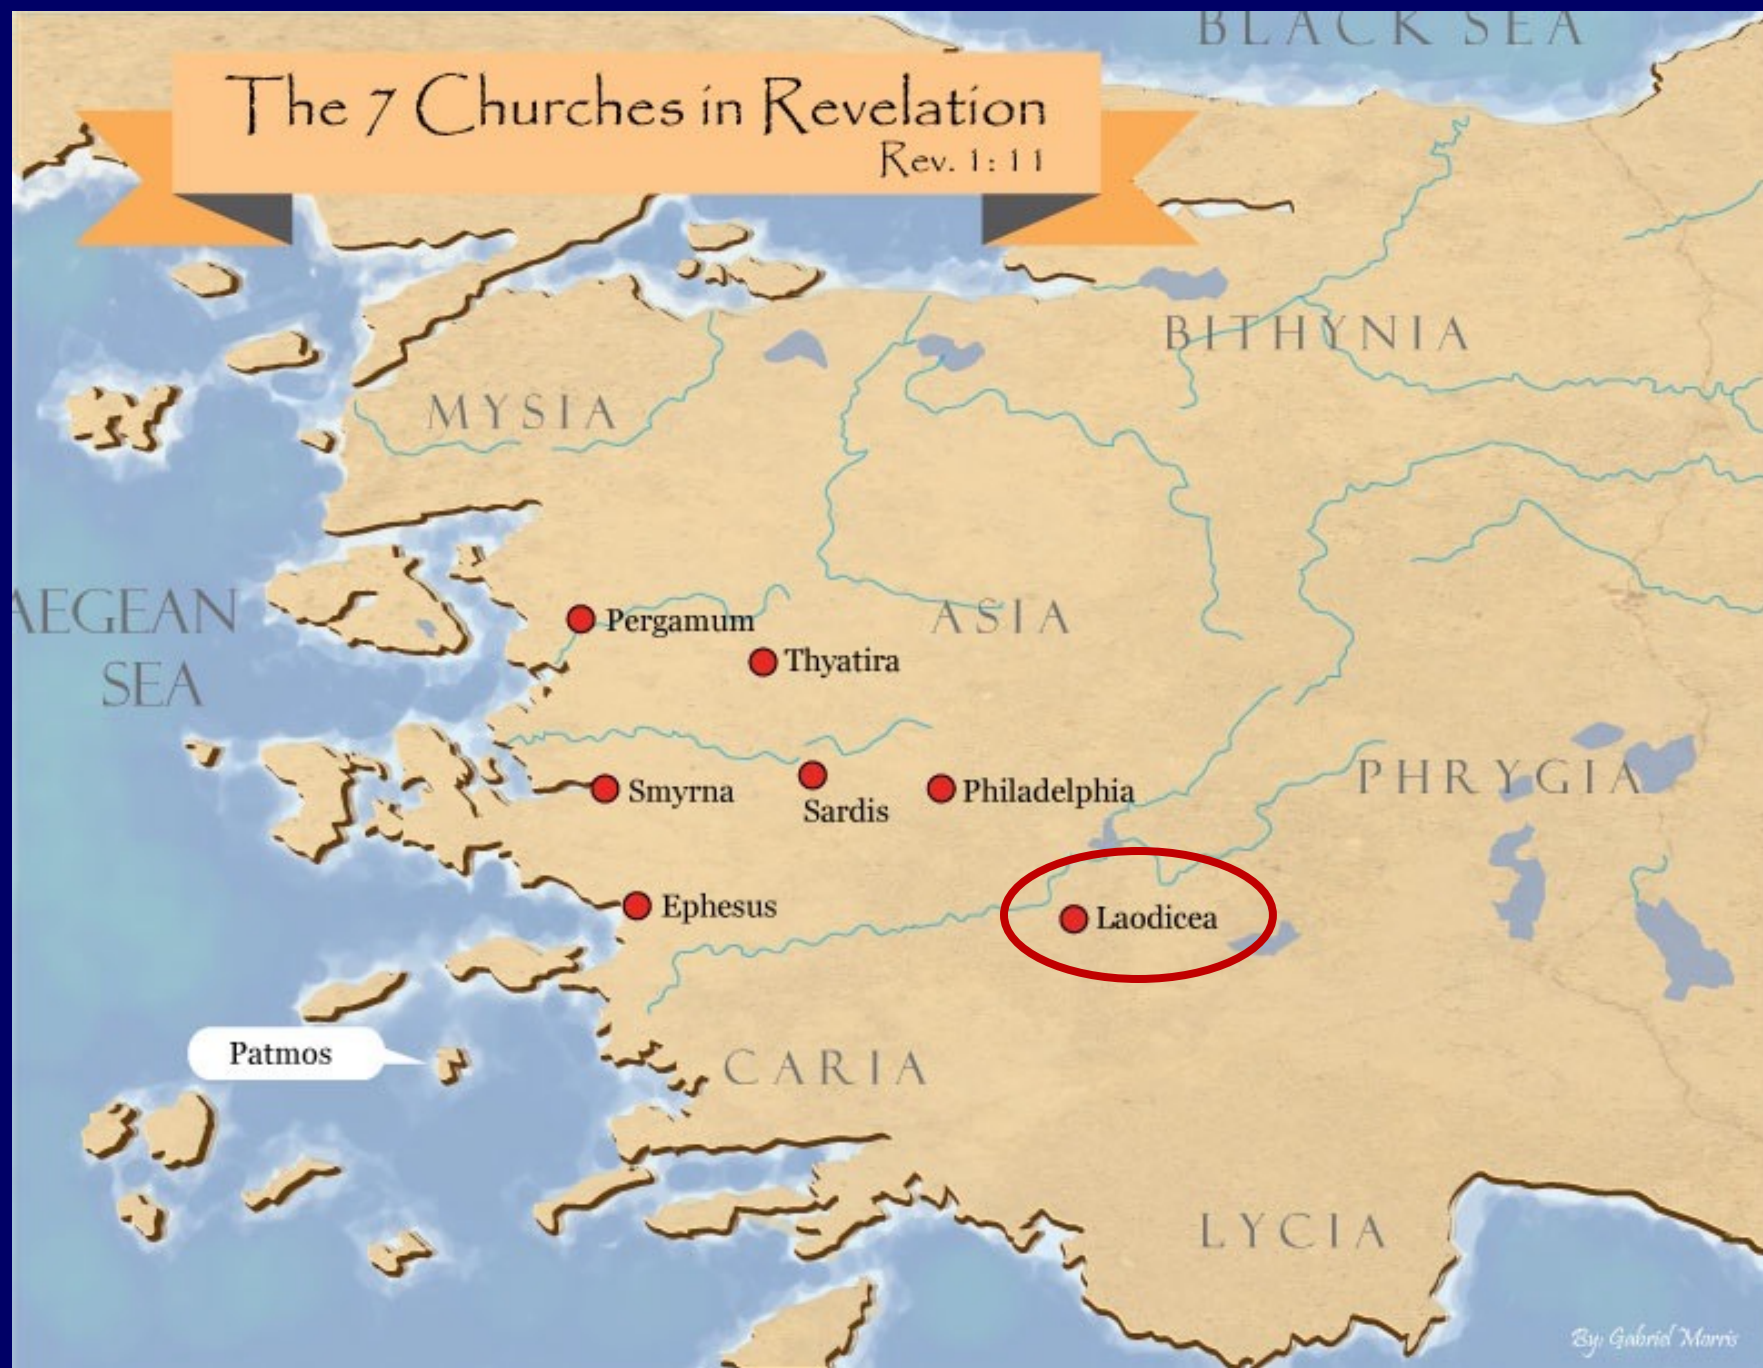 BLACK SEA
The 7 Churches in Revelation
Rev. 1:11
BITHYNIA
MYSIA
AEGEAN
SEA
Pergamum
ASIA
Thyatira
PHRYGIA
Smyrna
Sardis
Philadelphia
Ephesus
Laodicea
Patmos
CARIA
LYCIA
By: Gabriel Morris